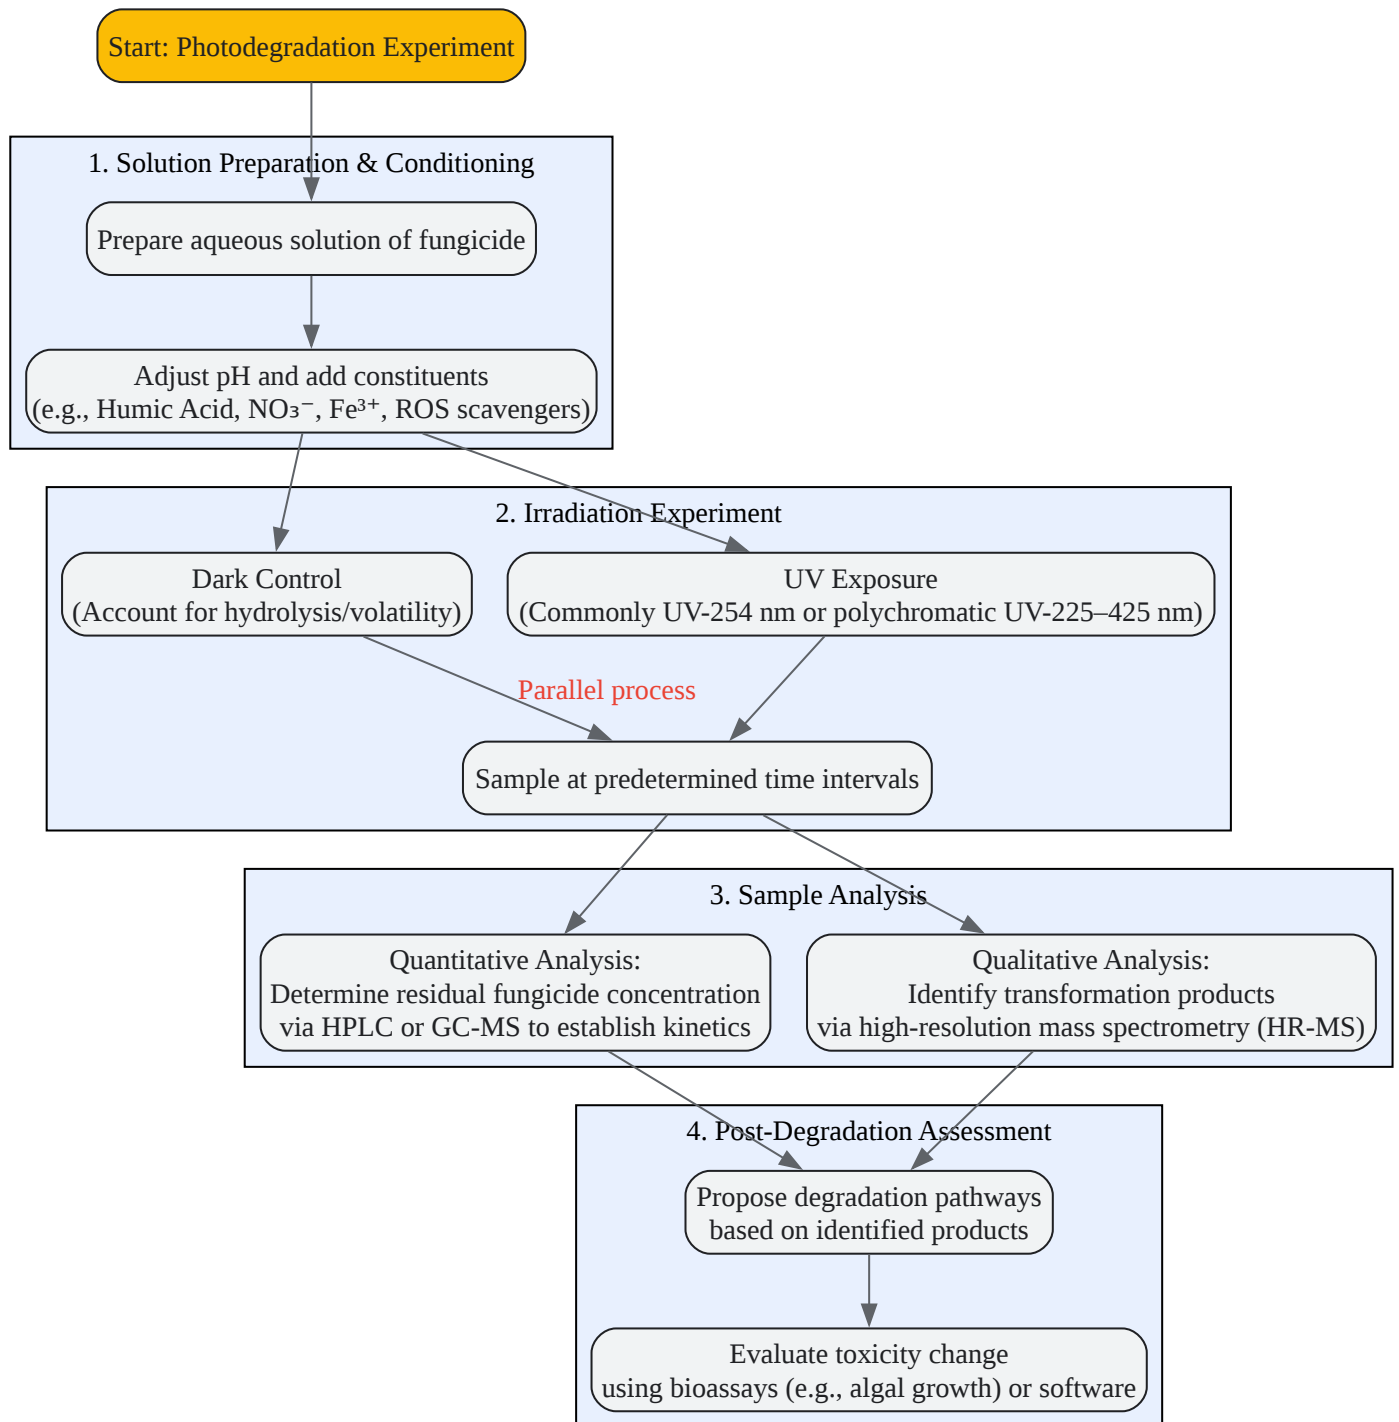 Start: Photodegradation Experiment
1. Solution Preparation & Conditioning
Prepare aqueous solution of fungicide
Adjust pH and add constituents
(e.g., Humic Acid, NO₃⁻, Fe³⁺, ROS scavengers)
2. Irradiation Experiment
Dark Control
(Account for hydrolysis/volatility)
UV Exposure
(Commonly UV-254 nm or polychromatic UV-225–425 nm)
Parallel process
Sample at predetermined time intervals
3. Sample Analysis
Quantitative Analysis:
Determine residual fungicide concentration
via HPLC or GC-MS to establish kinetics
Qualitative Analysis:
Identify transformation products
via high-resolution mass spectrometry (HR-MS)
4. Post-Degradation Assessment
Propose degradation pathways
based on identified products
Evaluate toxicity change
using bioassays (e.g., algal growth) or software